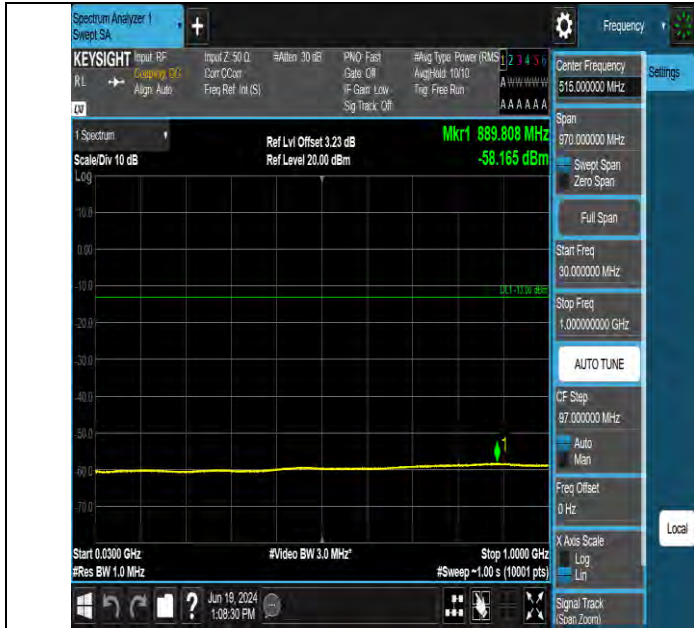 Spectrum Analyzer 1
Swept SA
+
Frequency
KEYSIGHT
RL
LXI
Input: RF
Coupling: DC
Align: Auto
Input Z: 50 Ω
Corr CCorr
Freq Ref: Int (S)
#Atten: 30 dB
PNO: Fast
Gate: Off
IF Gain: Low
Sig Track: Off
#Avg Type: Power (RMS
Avg|Hold: 10/10
Trig: Free Run
1 2 3 4 5 6
A W W W W W
A A A A A A
1 Spectrum
Scale/Div 10 dB
Log
Ref Lvl Offset 3.23 dB
Ref Level 20.00 dBm
Mkr1 889.808 MHz
-58.165 dBm
10.0
0.00
-10.0
DL1 -13.00 dBm
-20.0
-30.0
-40.0
-50.0
1
-60.0
-70.0
Start 0.0300 GHz
#Res BW 1.0 MHz
#Video BW 3.0 MHz*
Stop 1.0000 GHz
#Sweep ~1.00 s (10001 pts)
Jun 19, 2024
1:08:30 PM
?
Center Frequency
515.000000 MHz
Settings
Span
970.000000 MHz
Swept Span
Zero Span
Full Span
Start Freq
30.000000 MHz
Stop Freq
1.000000000 GHz
AUTO TUNE
CF Step
97.000000 MHz
Auto
Man
Freq Offset
0 Hz
Local
X Axis Scale
Log
Lin
Signal Track
(Span Zoom)